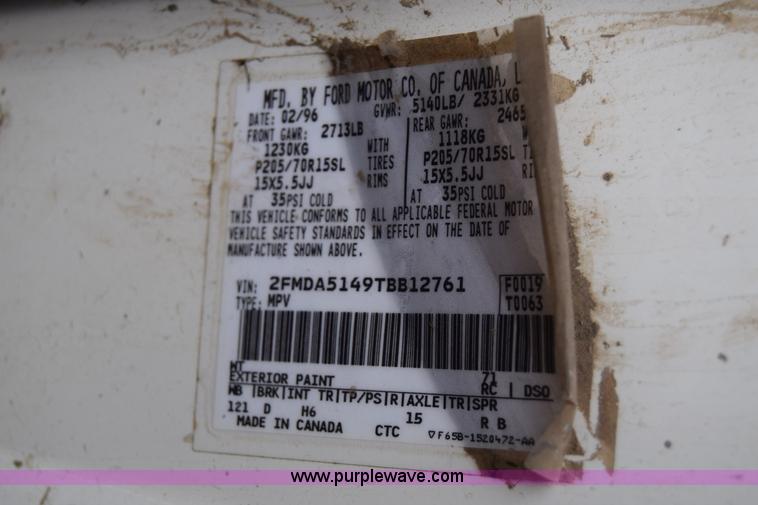 MFD. BY FORD MOTOR CO. OF CANADA, L
DATE: 02/96 GVWR: 5140LB/ 2331KG
FRONT GAWR: 2713LB REAR GAWR: 2465
1230KG WITH 1118KG W
P205/70R15SL TIRES P205/70R15SL TI
15X5.5JJ RIMS 15X5.5JJ RI
AT 35PSI COLD AT 35PSI COLD
THIS VEHICLE CONFORMS TO ALL APPLICABLE FEDERAL MOTOR
VEHICLE SAFETY STANDARDS IN EFFECT ON THE DATE OF
MANUFACTURE SHOWN ABOVE.
VIN: 2FMDA5149TBB12761 F0019
TYPE: MPV T0063
WT 71
EXTERIOR PAINT RC | DSO
WB |BRK|INT TR|TP/PS|R|AXLE|TR|SPR
121 D H6 15 R B
MADE IN CANADA CTC ▽F65B-1520472-AA
www.purplewave.com